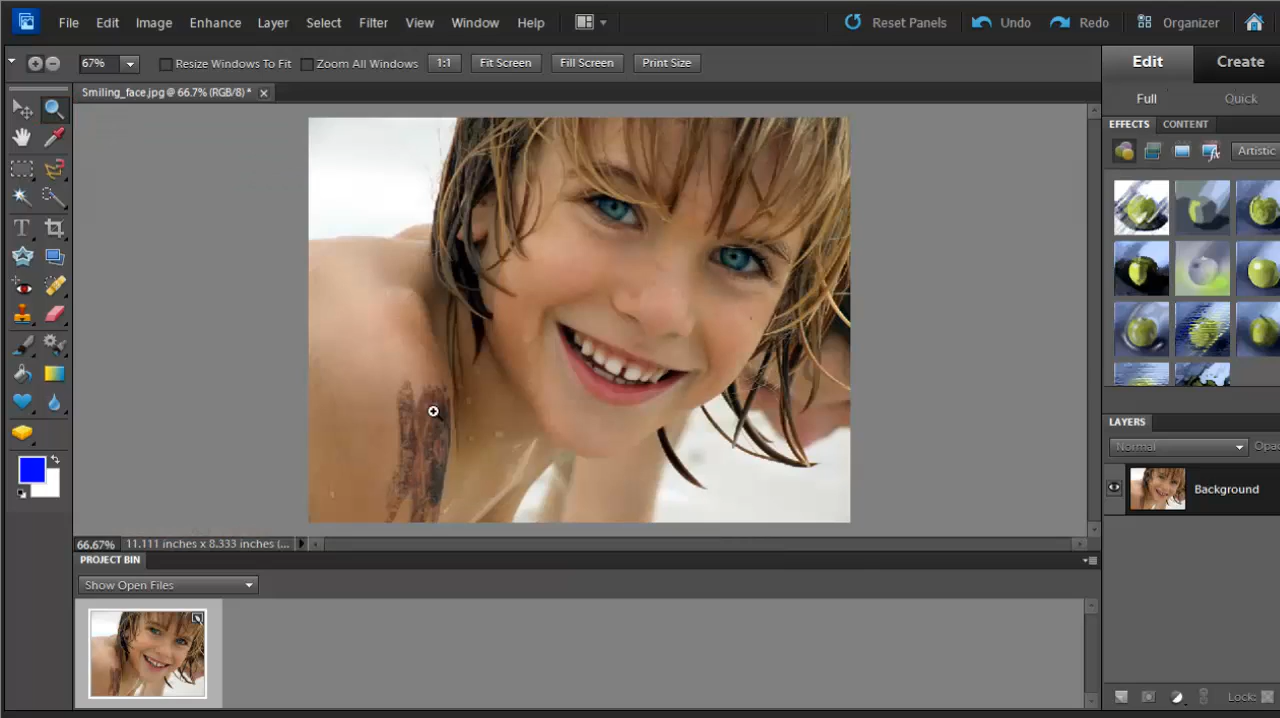 File Edit Image Enhance Layer Select Filter View Window Help Reset Panels Undo Redo Organizer
67% Resize Windows To Fit Zoom All Windows 1:1 Fit Screen Fill Screen Print Size
Edit Create
Smiling_face.jpg @ 66.7% (RGB/8) *
Full Quick
EFFECTS CONTENT
Artistic
T
LAYERS
Normal
Background
66.67% 11.111 inches x 8.333 inches (...
PROJECT BIN
Show Open Files
Lock: